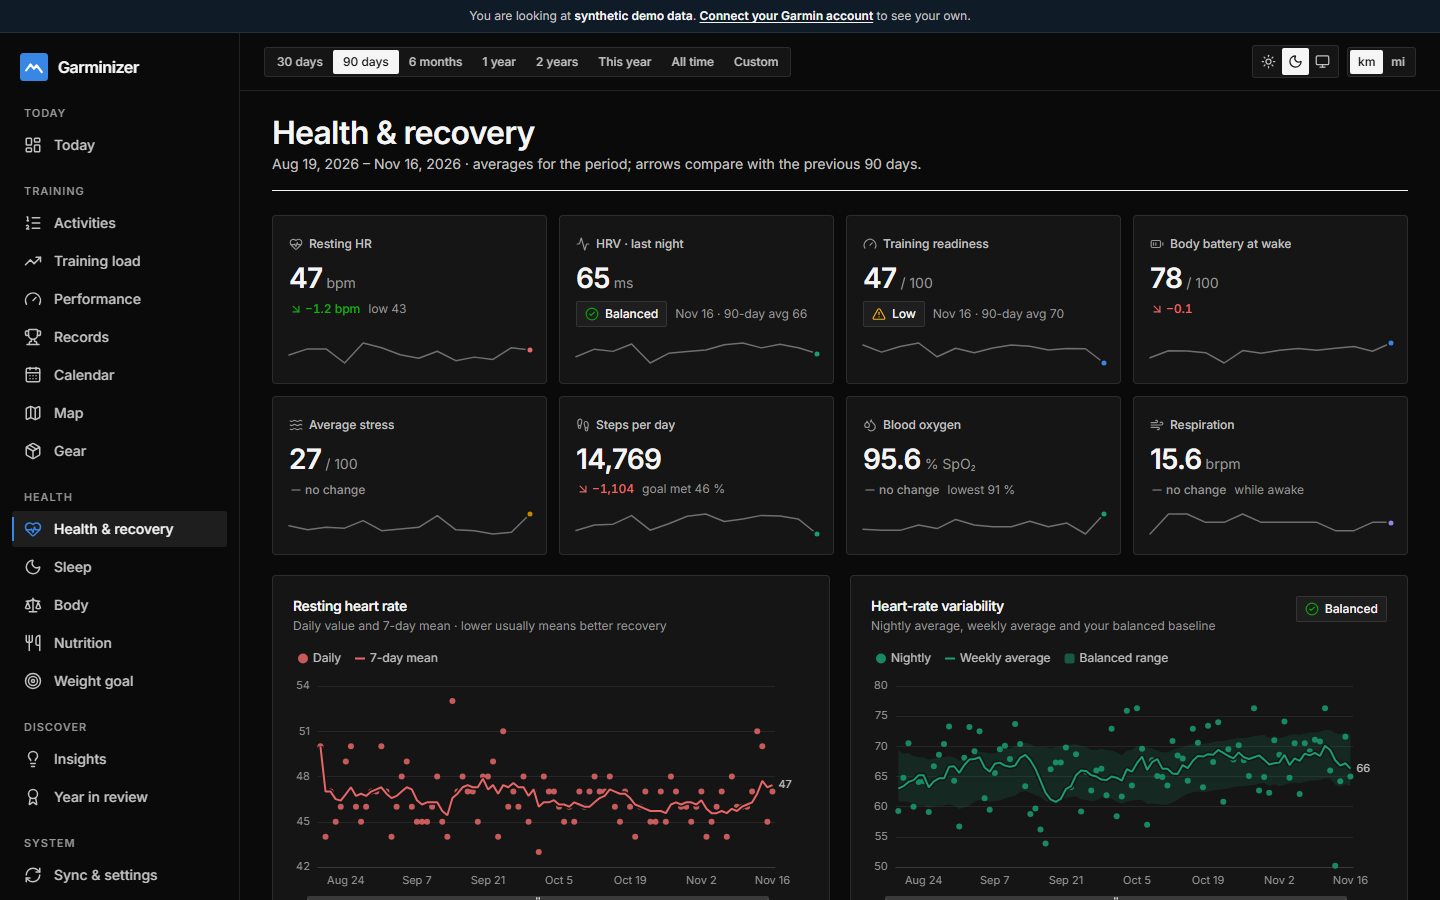 You are looking at synthetic demo data. Connect your Garmin account to see your own.
Garminizer
30 days 90 days 6 months 1 year 2 years This year All time Custom
km mi
TODAY
Today
TRAINING
Activities
Training load
Performance
Records
Calendar
Map
Gear
HEALTH
Health & recovery
Sleep
Body
Nutrition
Weight goal
DISCOVER
Insights
Year in review
SYSTEM
Sync & settings
Health & recovery
Aug 19, 2026 – Nov 16, 2026 · averages for the period; arrows compare with the previous 90 days.
Resting HR
47 bpm
↘ −1.2 bpm low 43
HRV · last night
65 ms
Balanced Nov 16 · 90-day avg 66
Training readiness
47 / 100
Low Nov 16 · 90-day avg 70
Body battery at wake
78 / 100
↘ −0.1
Average stress
27 / 100
— no change
Steps per day
14,769
↘ −1,104 goal met 46 %
Blood oxygen
95.6 % SpO₂
— no change lowest 91 %
Respiration
15.6 brpm
— no change while awake
Resting heart rate
Daily value and 7-day mean · lower usually means better recovery
Daily 7-day mean
54
51
48
45
42
47
Aug 24 Sep 7 Sep 21 Oct 5 Oct 19 Nov 2 Nov 16
Heart-rate variability
Balanced
Nightly average, weekly average and your balanced baseline
Nightly Weekly average Balanced range
80
75
70
65
60
55
50
66
Aug 24 Sep 7 Sep 21 Oct 5 Oct 19 Nov 2 Nov 16